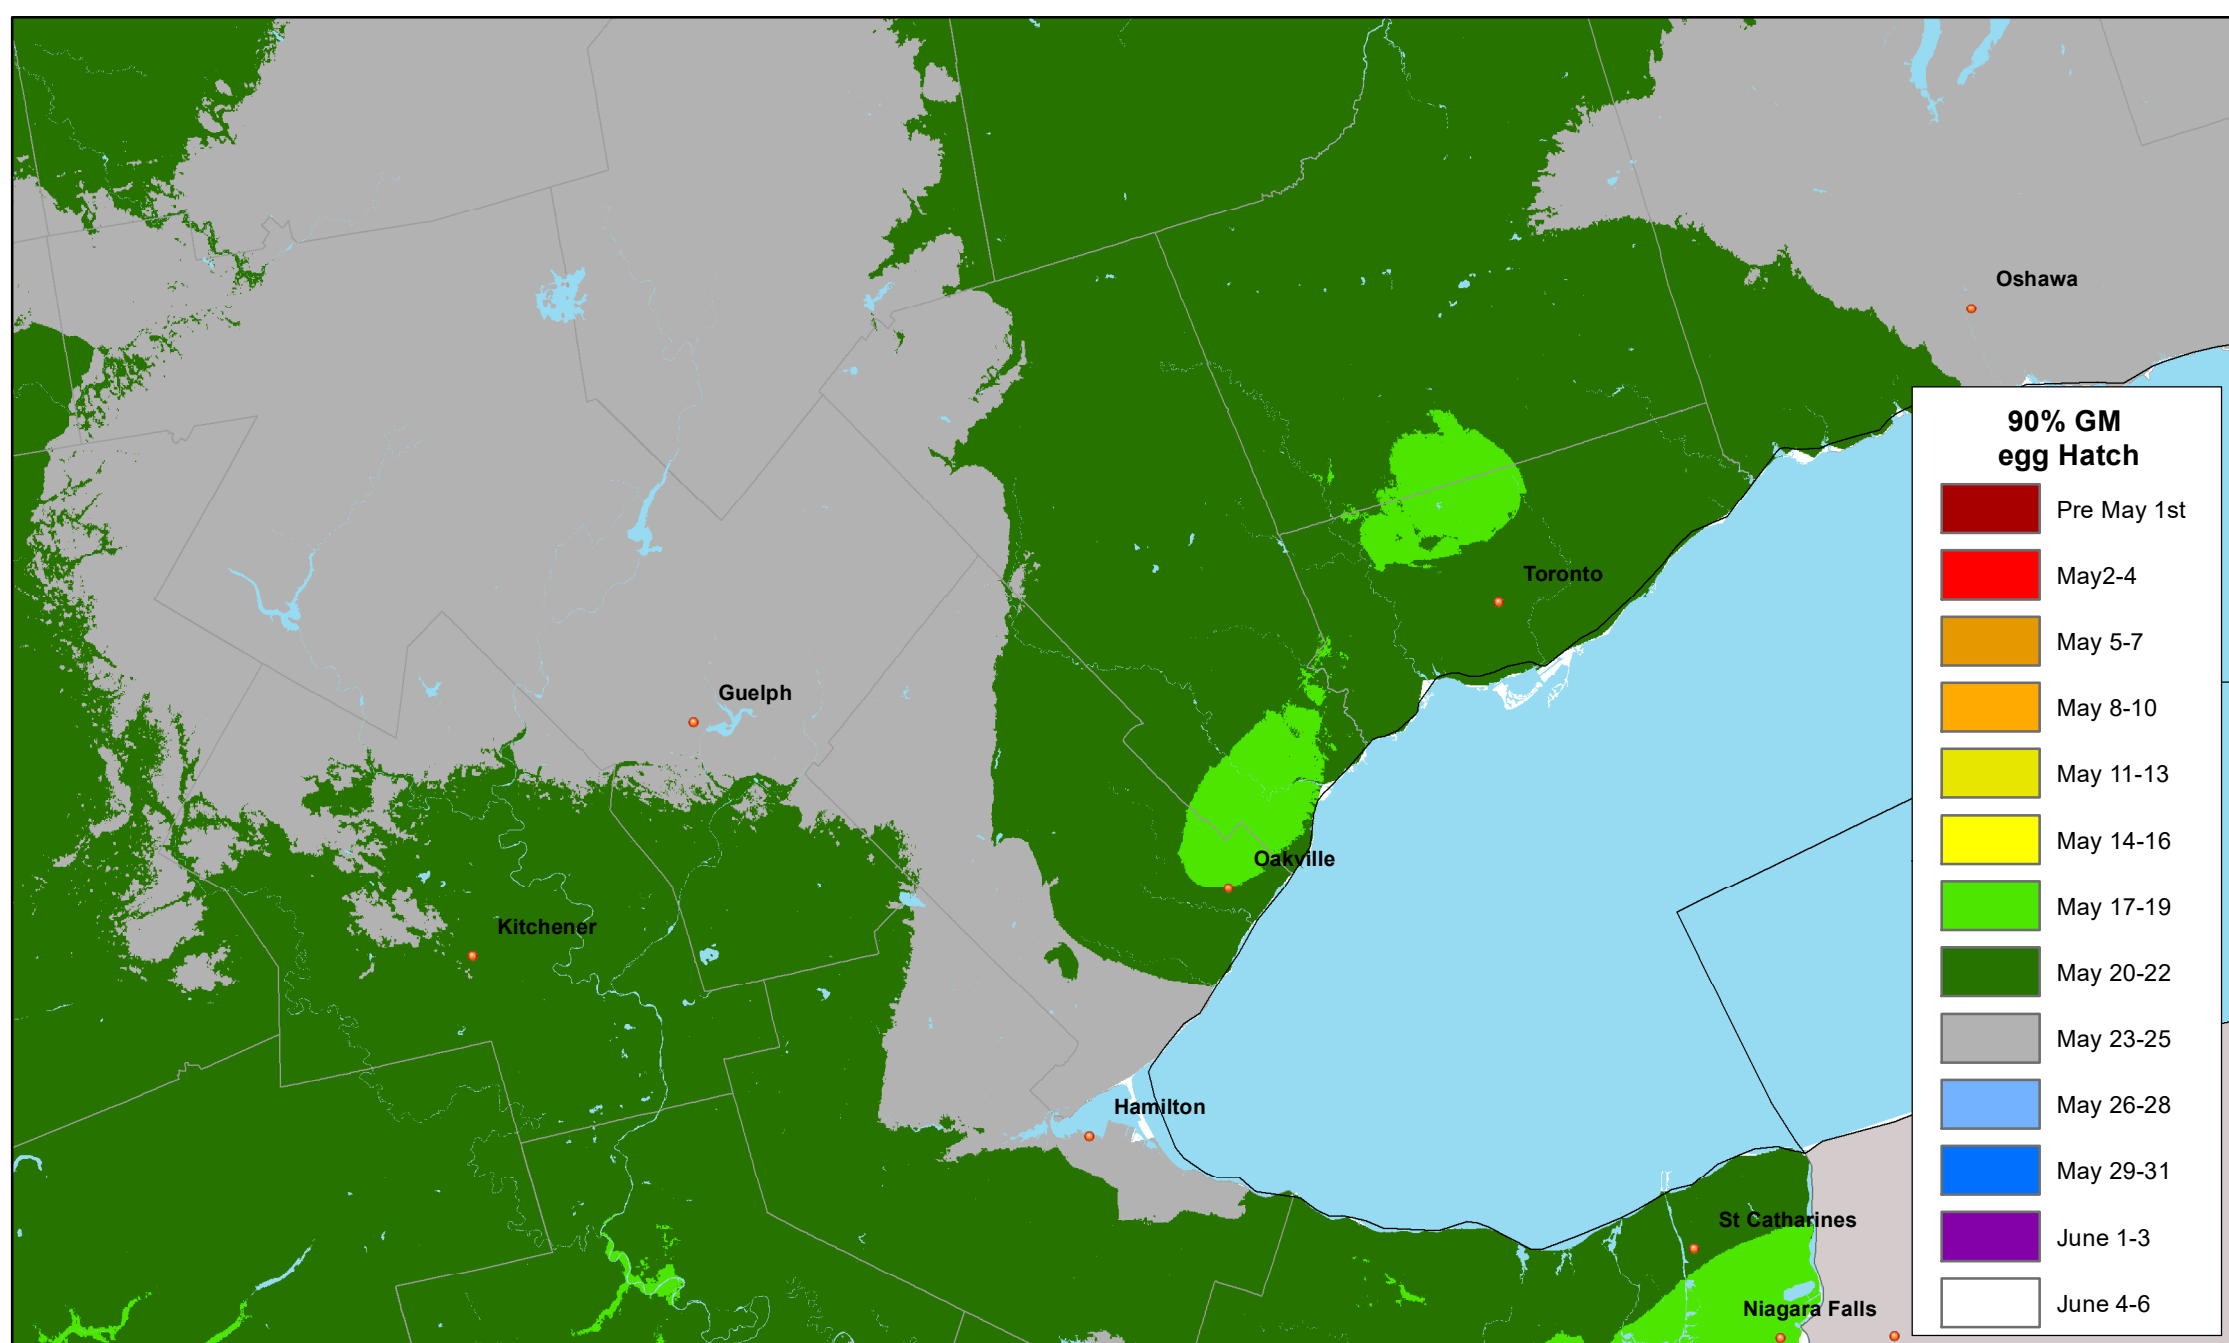 Oshawa
90% GM
egg Hatch
Pre May 1st
May2-4
May 5-7
May 8-10
May 11-13
May 14-16
May 17-19
May 20-22
May 23-25
May 26-28
May 29-31
June 1-3
June 4-6
Toronto
Guelph
Oakville
Kitchener
Hamilton
St Catharines
Niagara Falls